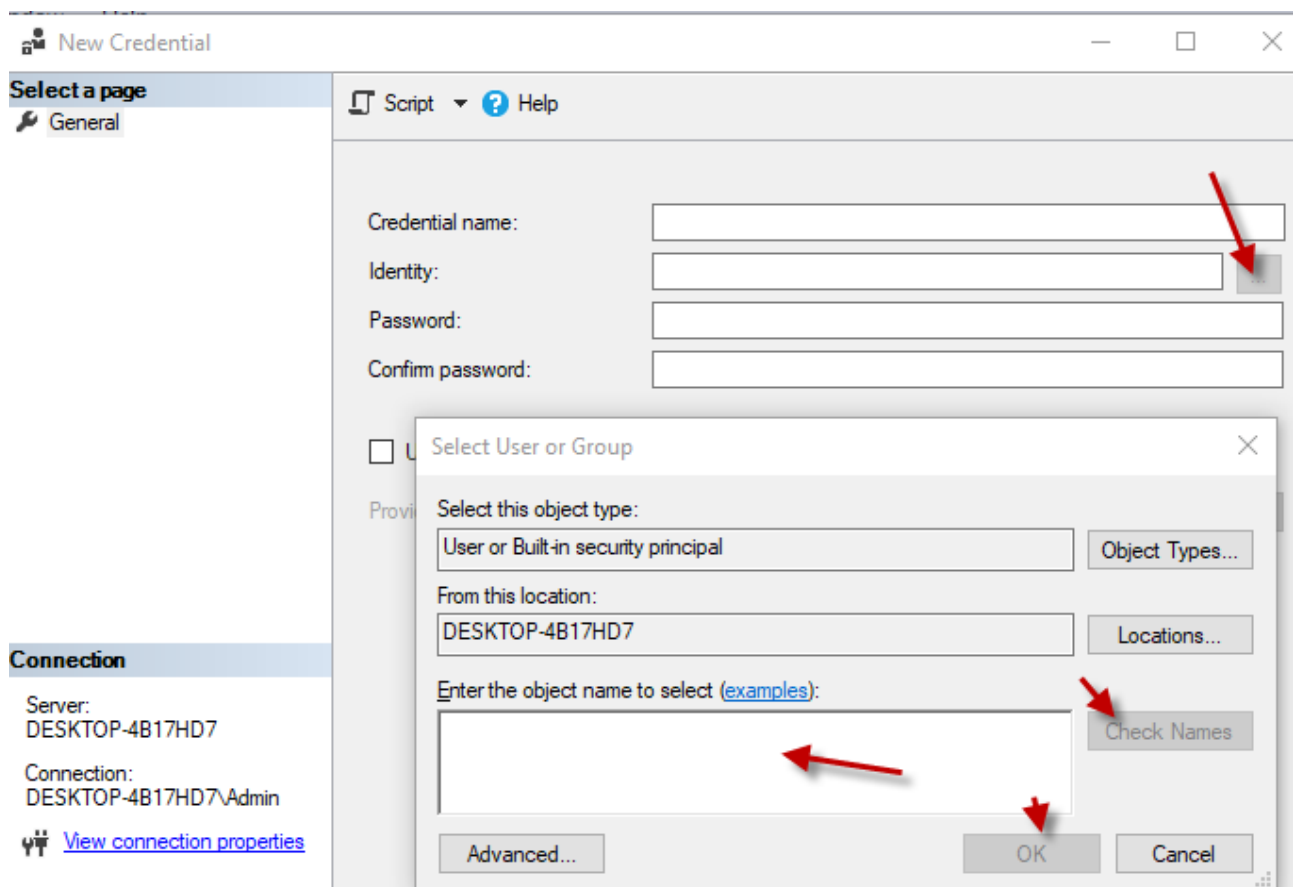 New Credential
Select a page
General
Script
Help
Credential name:
Identity:
...
Password:
Confirm password:
Select User or Group
Select this object type:
User or Built-in security principal
Object Types...
From this location:
DESKTOP-4B17HD7
Locations...
Enter the object name to select (examples):
Check Names
Advanced...
OK
Cancel
Connection
Server:
DESKTOP-4B17HD7
Connection:
DESKTOP-4B17HD7\Admin
View connection properties